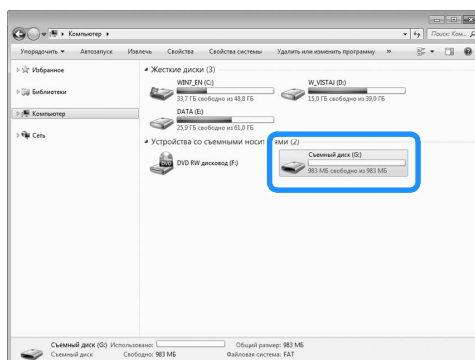 Компьютер
Поиск: Ком...
Упорядочить Автозапуск Извлечь Свойства Свойства системы Удалить или изменить программу »
Избранное
Библиотеки
Компьютер
Сеть
Жесткие диски (3)
WIN7_EN (C:)
33,7 ГБ свободно из 48,8 ГБ
W_VISTAI (D:)
15,0 ГБ свободно из 39,0 ГБ
DATA (E:)
25,9 ГБ свободно из 61,0 ГБ
Устройства со съемными носителями (2)
DVD RW дисковод (F:)
Съемный диск (G:)
983 МБ свободно из 983 МБ
Съемный диск (G:) Использовано: Общий размер: 983 МБ
Съемный диск Свободно: 983 МБ Файловая система: FAT